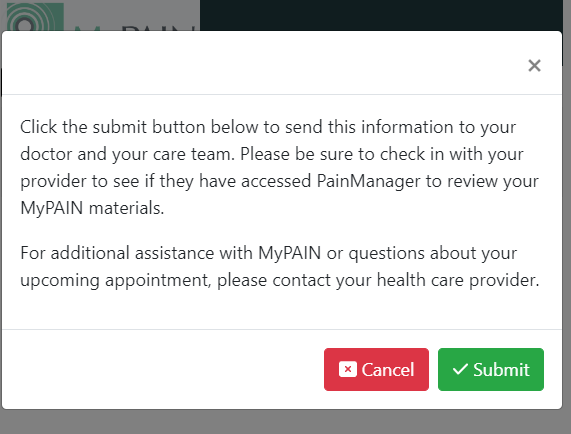 MyPAIN
×
Click the submit button below to send this information to your
doctor and your care team. Please be sure to check in with your
provider to see if they have accessed PainManager to review your
MyPAIN materials.
For additional assistance with MyPAIN or questions about your
upcoming appointment, please contact your health care provider.
Cancel
Submit